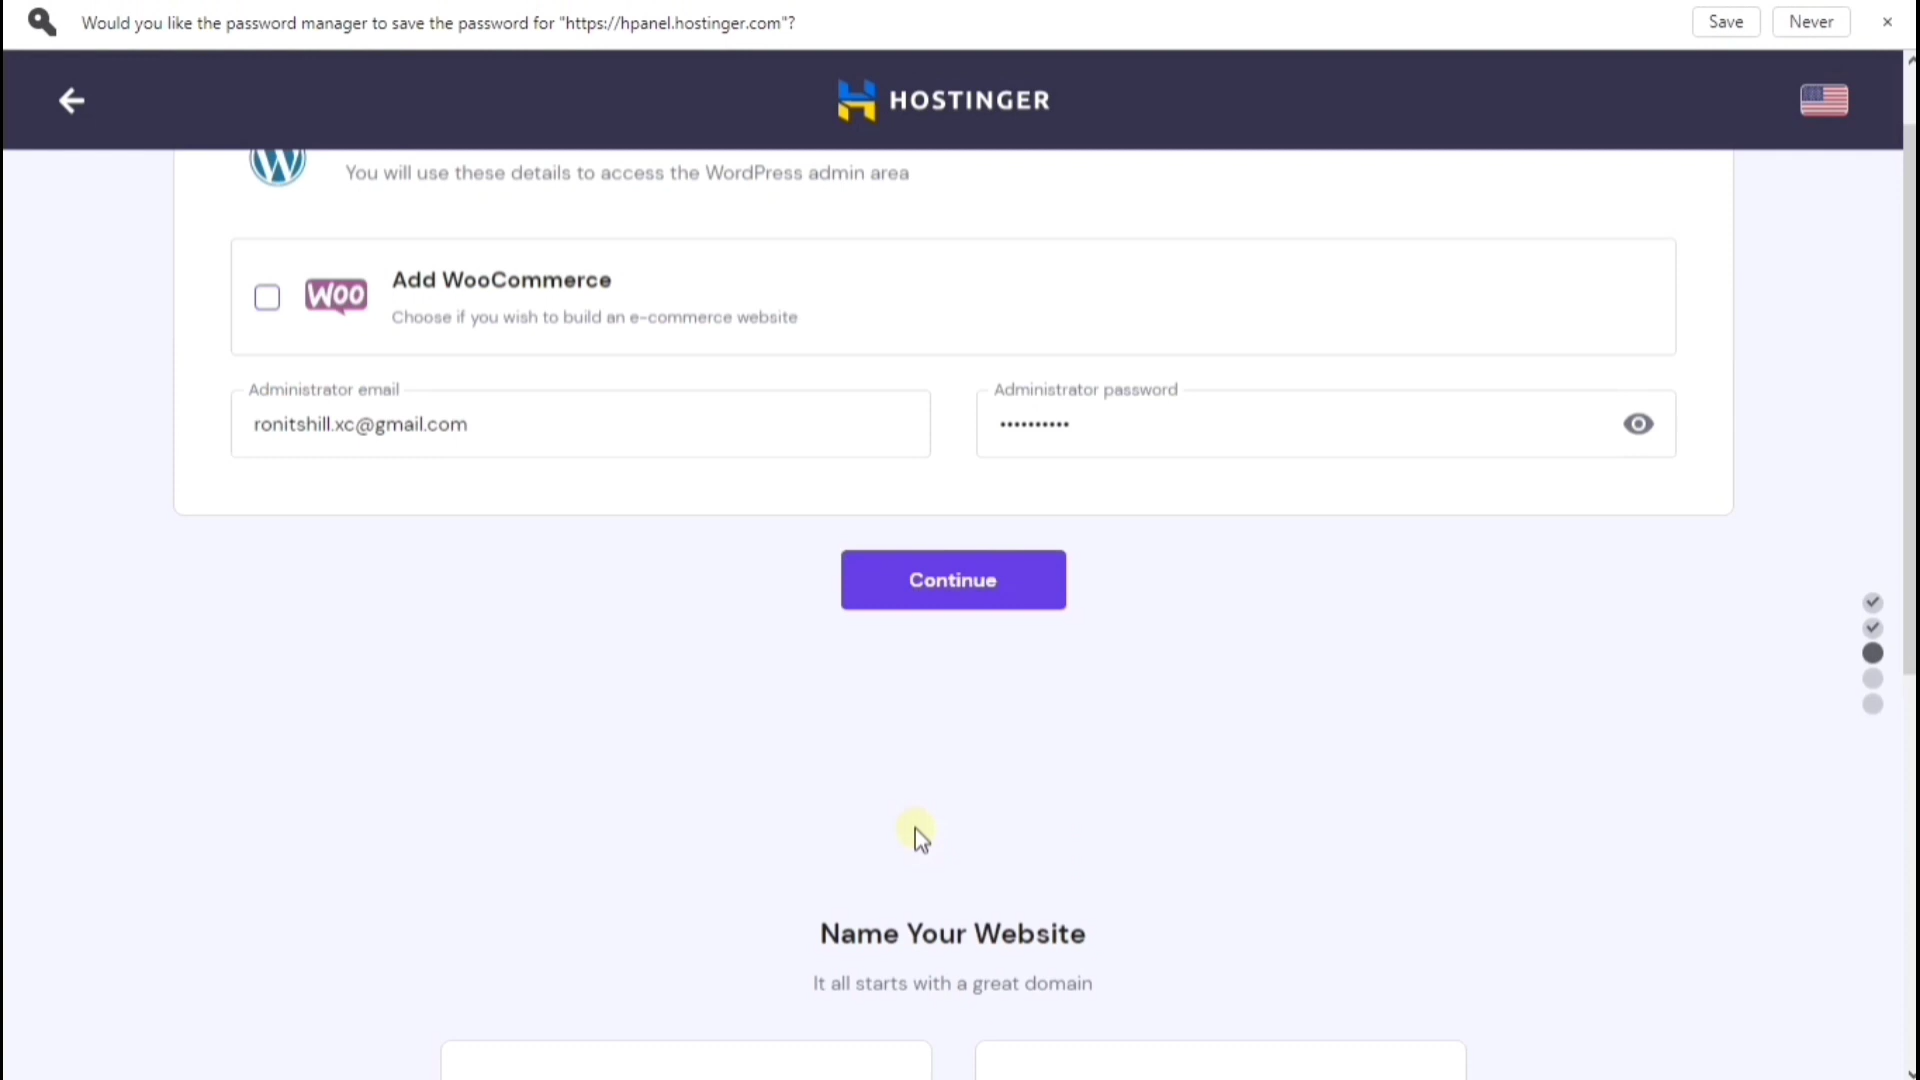 Would you like the password manager to save the password for "https://hpanel.hostinger.com"?
Save
Never
HOSTINGER
You will use these details to access the WordPress admin area
WOO
Add WooCommerce
Choose if you wish to build an e-commerce website
Administrator email
ronitshill.xc@gmail.com
Administrator password
••••••••••
Continue
Name Your Website
It all starts with a great domain